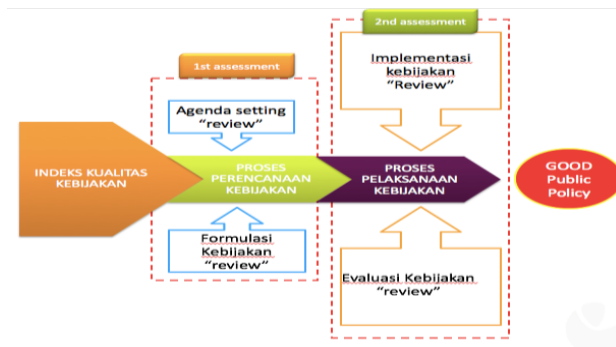 2nd assessment
1st assessment
Implementasi
kebijakan
“Review”
Agenda setting
“review”
INDEKS KUALITAS
KEBIJAKAN
PROSES
PERENCANAAN
KEBIJAKAN
PROSES
PELAKSANAAN
KEBIJAKAN
GOOD
Public
Policy
Formulasi
Kebijakan
“review”
Evaluasi Kebijakan
“review”